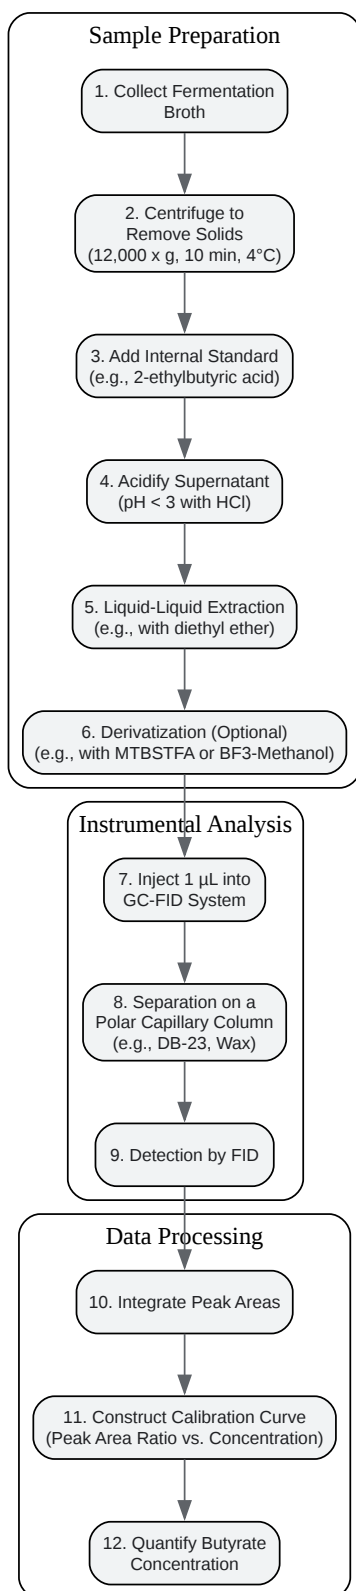 Sample Preparation
1. Collect Fermentation
Broth
2. Centrifuge to
Remove Solids
(12,000 x g, 10 min, 4°C)
3. Add Internal Standard
(e.g., 2-ethylbutyric acid)
4. Acidify Supernatant
(pH < 3 with HCl)
5. Liquid-Liquid Extraction
(e.g., with diethyl ether)
6. Derivatization (Optional)
(e.g., with MTBSTFA or BF3-Methanol)
Instrumental Analysis
7. Inject 1 µL into
GC-FID System
8. Separation on a
Polar Capillary Column
(e.g., DB-23, Wax)
9. Detection by FID
Data Processing
10. Integrate Peak Areas
11. Construct Calibration Curve
(Peak Area Ratio vs. Concentration)
12. Quantify Butyrate
Concentration